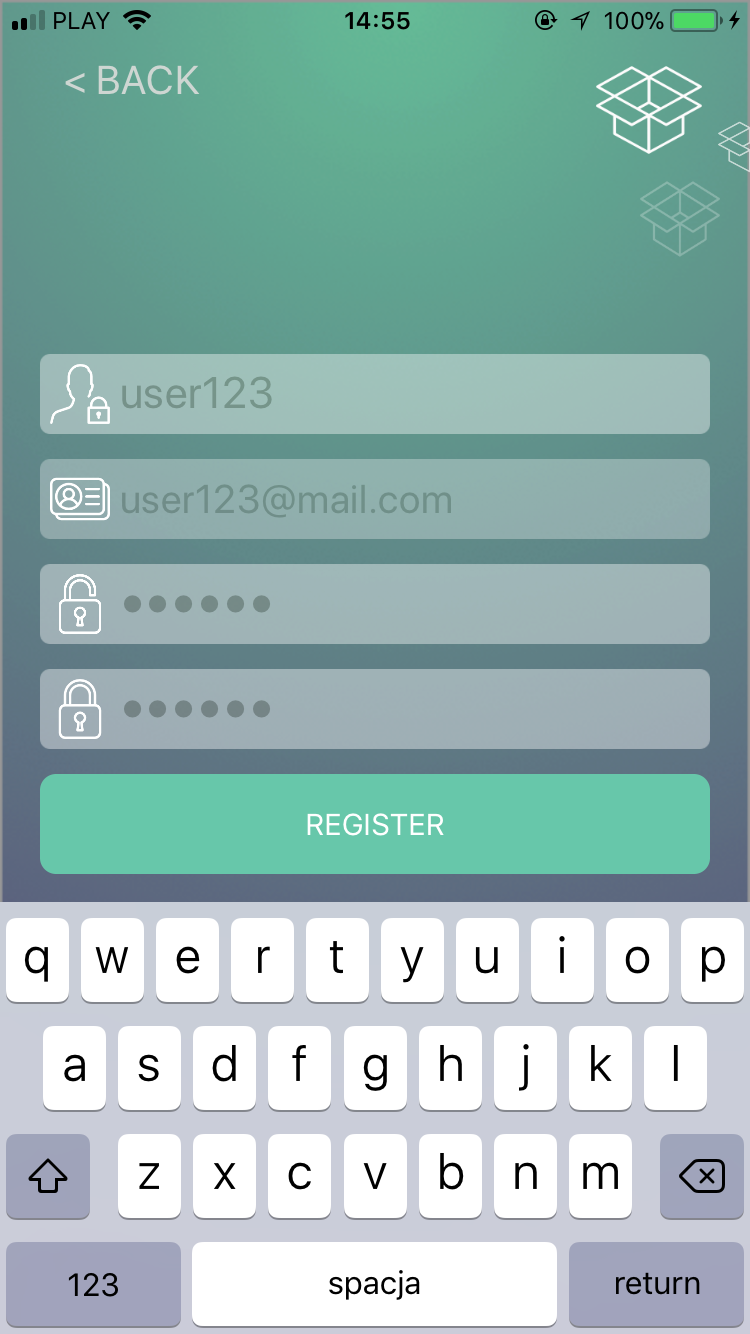 PLAY 14:55 100%
< BACK
user123
user123@mail.com
●●●●●●
●●●●●●
REGISTER
q w e r t y u i o p
a s d f g h j k l
z x c v b n m
123 spacja return